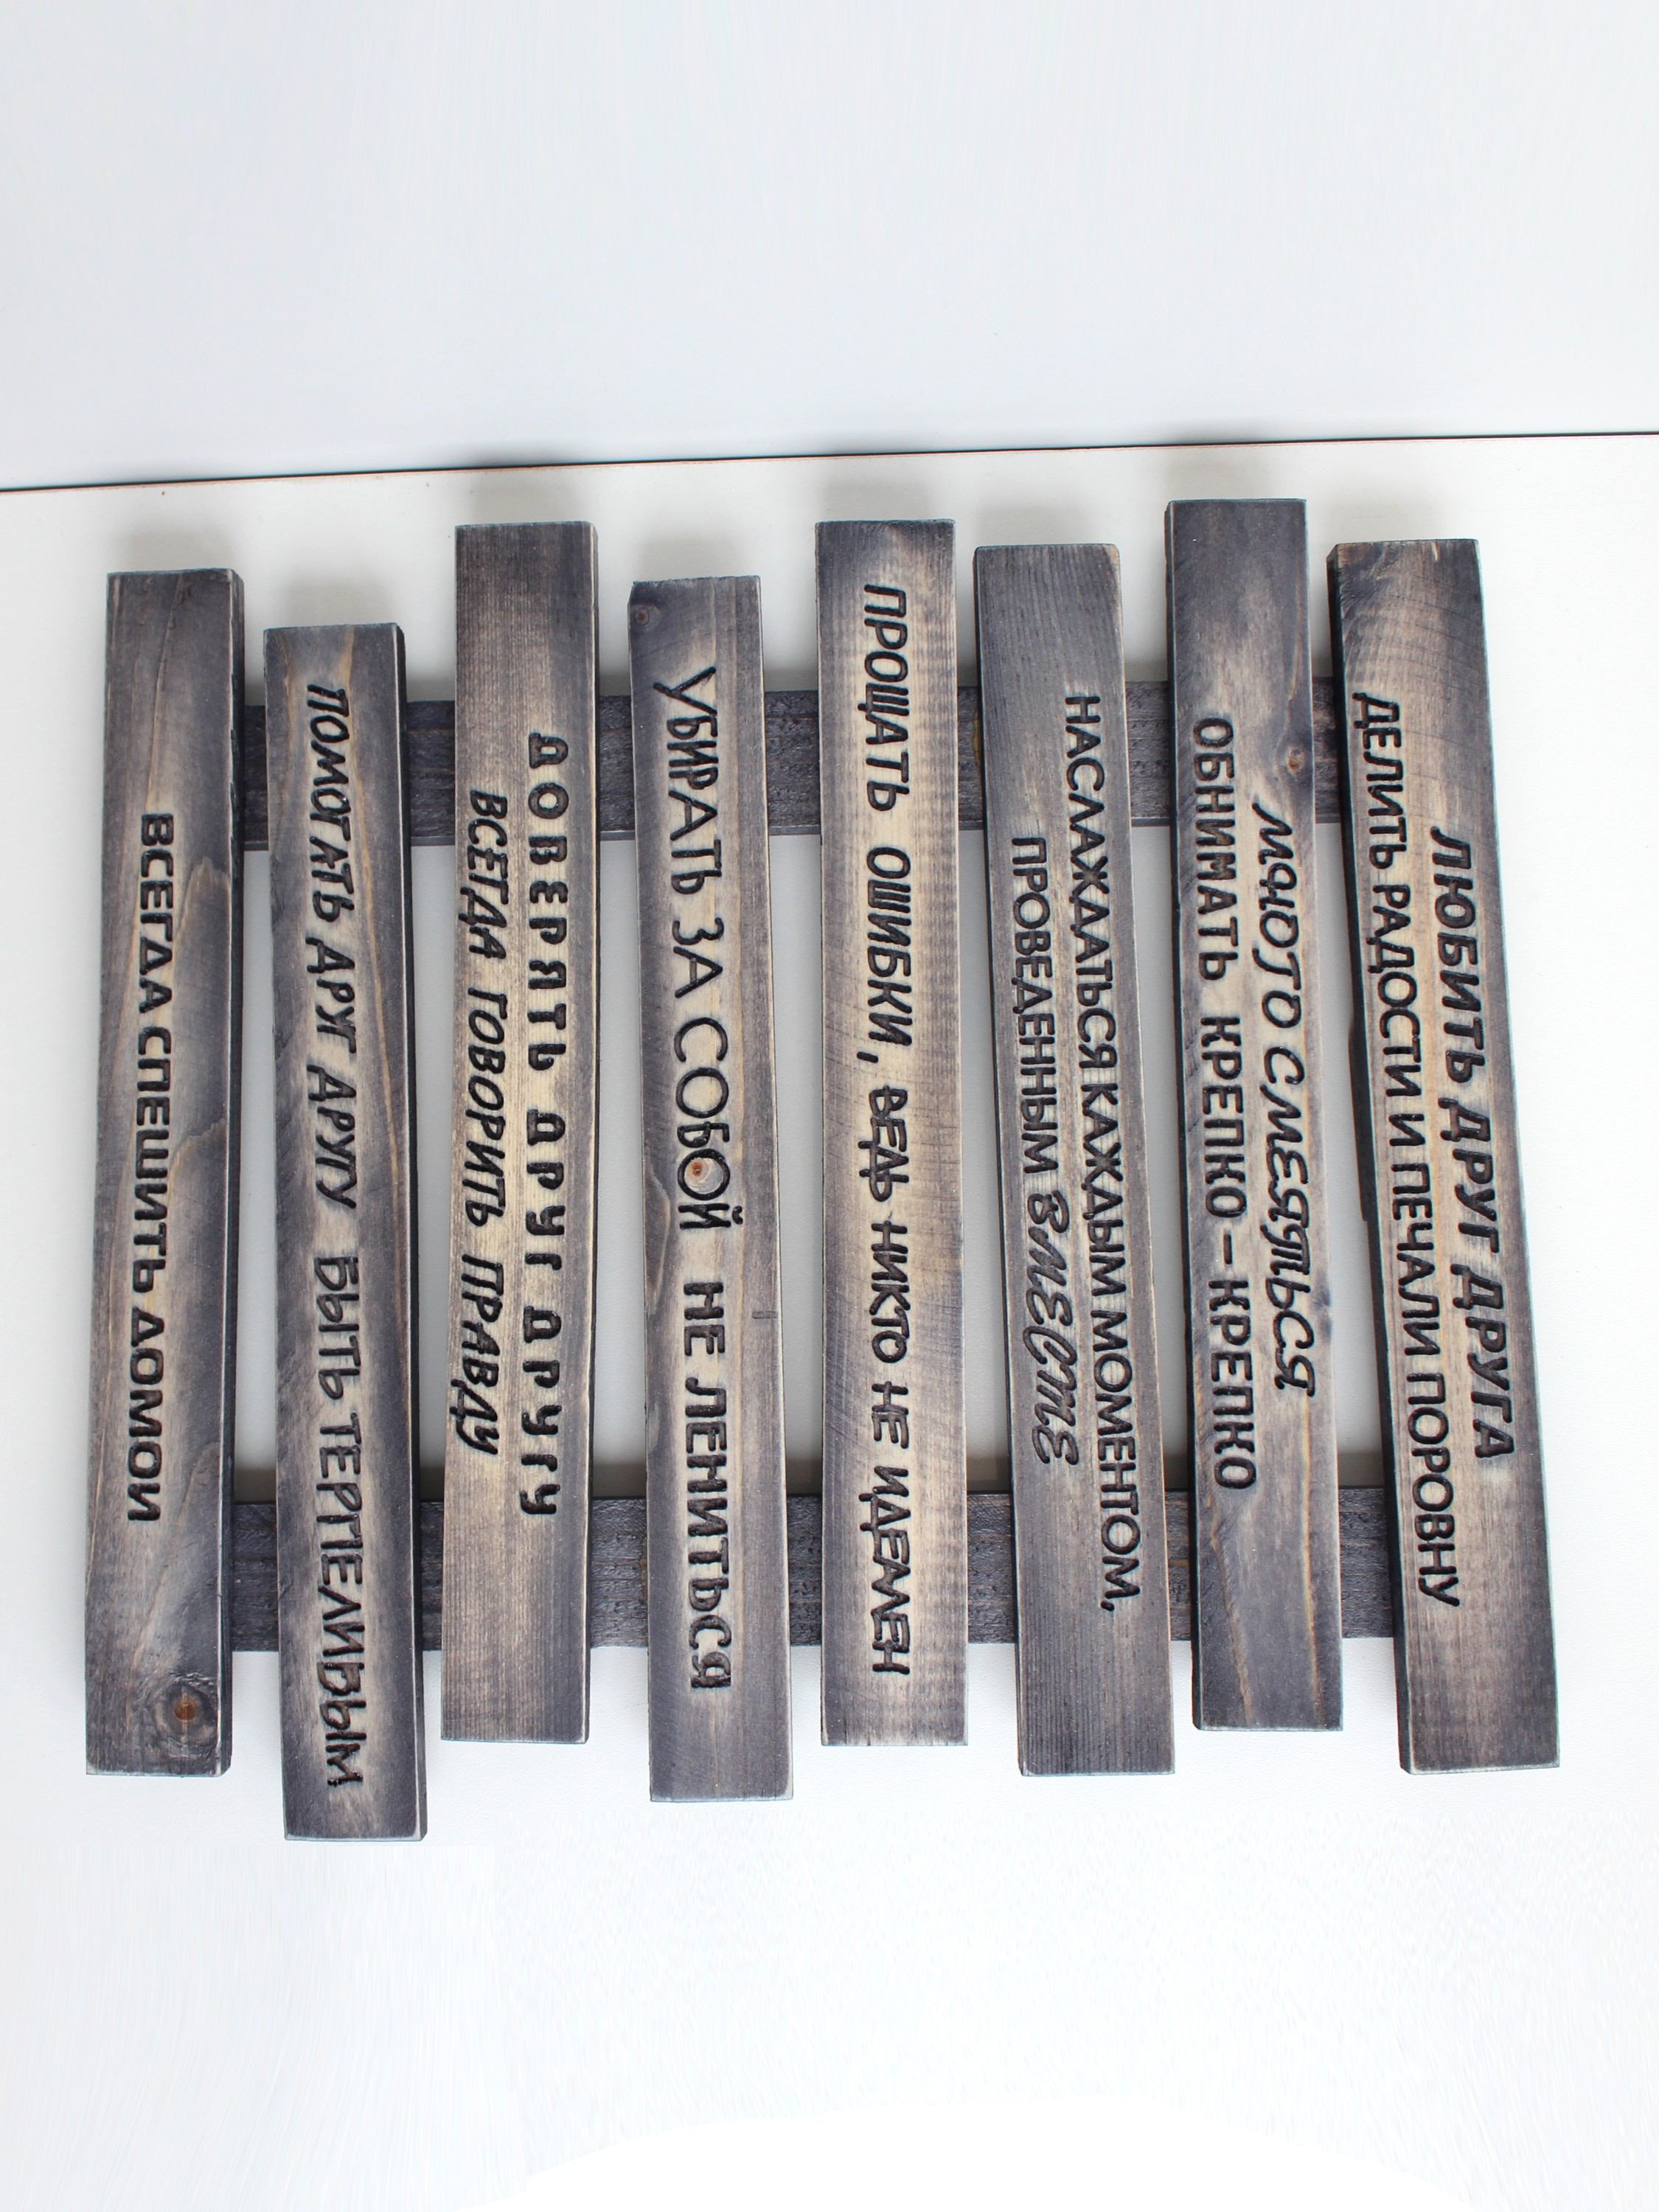 ЛЮБИТЬ ДРУГ ДРУГА
ДЕЛИТЬ РАДОСТИ И ПЕЧАЛИ ПОРОВНУ
МНОГО СМЕЯТЬСЯ
ОБНИМАТЬ КРЕПКО-КРЕПКО
НАСЛАЖДАТЬСЯ КАЖДЫМ МОМЕНТОМ,
ПРОВЕДЕННЫМ ВМЕСТЕ
ПРОЩАТЬ ОШИБКИ, ВЕДЬ НИКТО НЕ ИДЕАЛЕН
УБИРАТЬ ЗА СОБОЙ НЕ ЛЕНИТЬСЯ
ДОВЕРЯТЬ ДРУГ ДРУГУ
ВСЕГДА ГОВОРИТЬ ПРАВДУ
ПОМОГАТЬ ДРУГ ДРУГУ БЫТЬ ТЕРПЕЛИВЫМ
ВСЕГДА СПЕШИТЬ ДОМОЙ